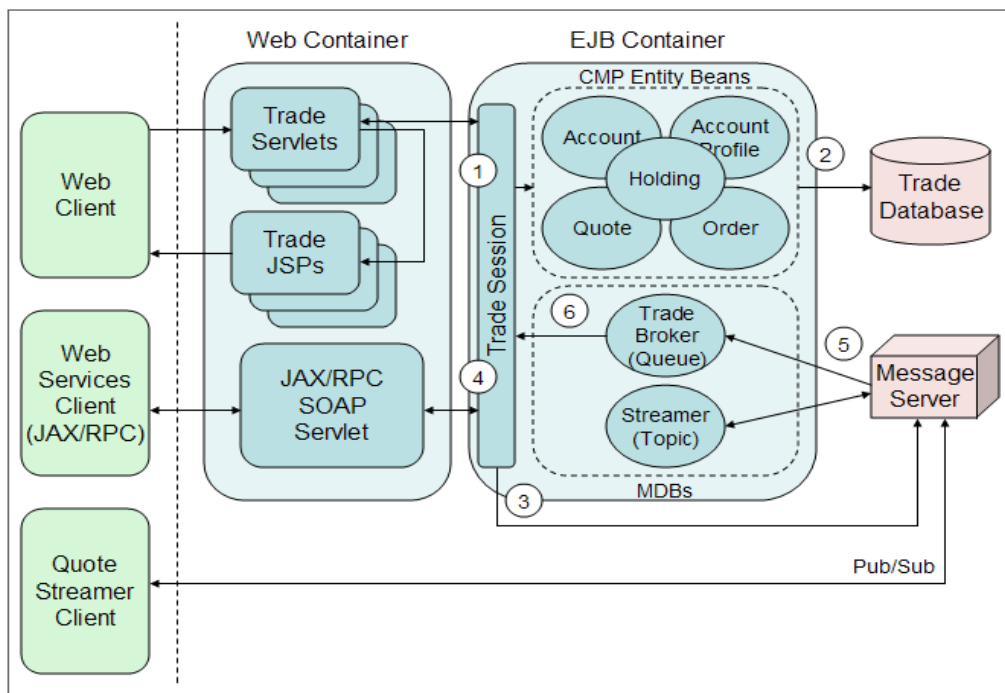 Web Container
EJB Container
CMP Entity Beans
Web
Client
Trade
Servlets
Trade
JSPs
1
Trade Session
Account
Account
Profile
Holding
Quote
Order
2
Trade
Database
Web
Services
Client
(JAX/RPC)
JAX/RPC
SOAP
Servlet
4
6
Trade
Broker
(Queue)
Streamer
(Topic)
5
Message
Server
MDBs
3
Quote
Streamer
Client
Pub/Sub